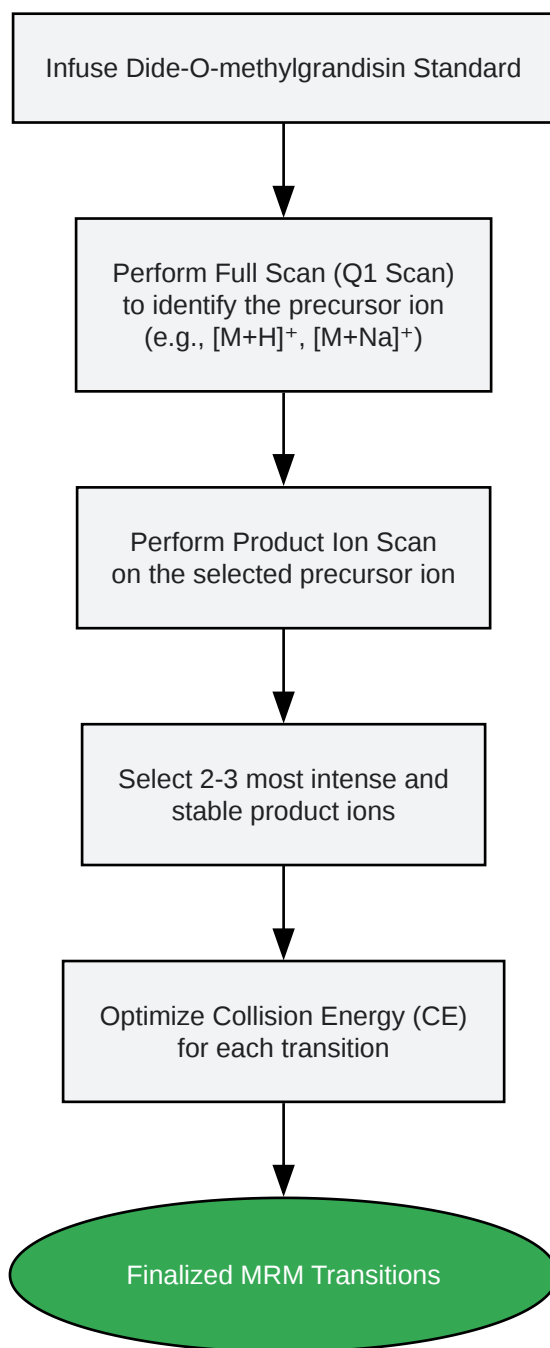 Infuse Dide-O-methylgrandisin Standard
Perform Full Scan (Q1 Scan)
to identify the precursor ion
(e.g., [M+H]⁺, [M+Na]⁺)
Perform Product Ion Scan
on the selected precursor ion
Select 2-3 most intense and
stable product ions
Optimize Collision Energy (CE)
for each transition
Finalized MRM Transitions